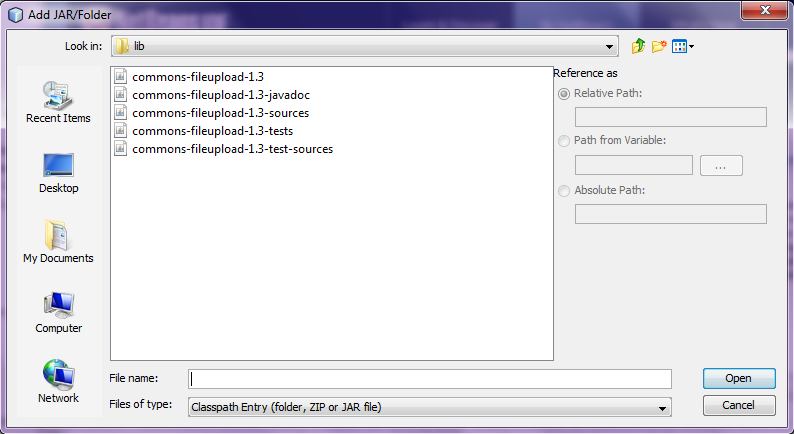 Add JAR/Folder
Look in:
lib
commons-fileupload-1.3
commons-fileupload-1.3-javadoc
commons-fileupload-1.3-sources
commons-fileupload-1.3-tests
commons-fileupload-1.3-test-sources
Recent Items
Desktop
My Documents
Computer
Network
Reference as
Relative Path:
Path from Variable:
...
Absolute Path:
File name:
Open
Files of type:
Classpath Entry (folder, ZIP or JAR file)
Cancel